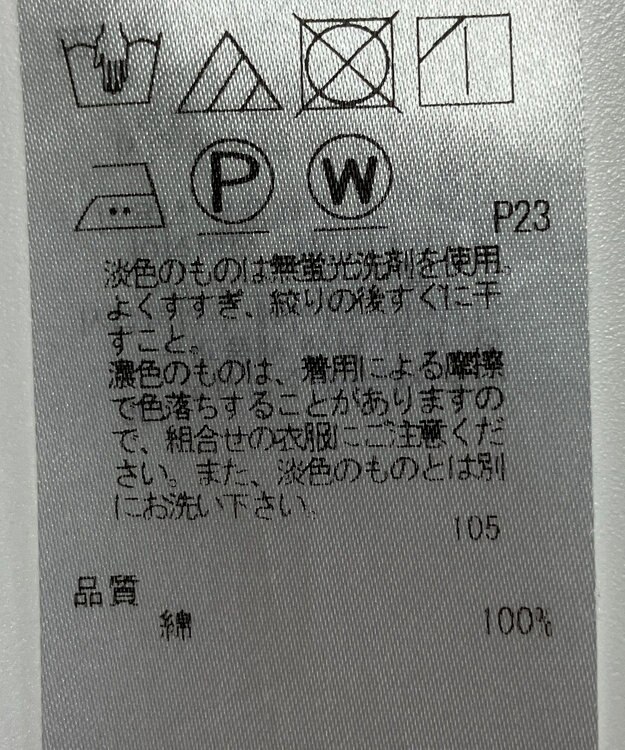 P W
P23
淡色のものは無蛍光洗剤を使用。
よくすすぎ、絞りの後すぐに干
すこと。
濃色のものは、着用による摩擦
で色落ちすることがありますの
で、組合せの衣服にご注意くだ
さい。また、淡色のものとは別
にお洗い下さい。
105
品質
綿 100%